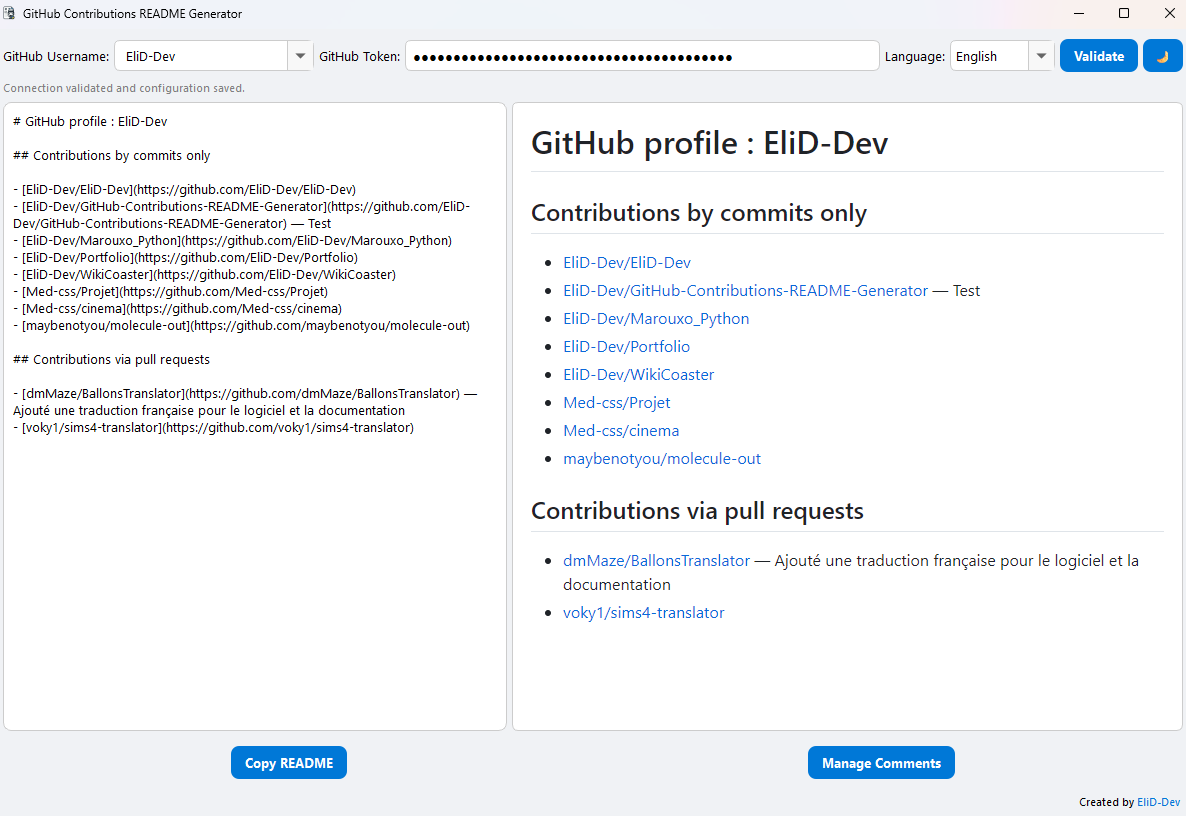 GitHub Contributions README Generator
GitHub Username: EliD-Dev GitHub Token: ●●●●●●●●●●●●●●●●●●●●●●●●●●●●●●●●●●●●●●●● Language: English Validate
Connection validated and configuration saved.
# GitHub profile : EliD-Dev
## Contributions by commits only
- [EliD-Dev/EliD-Dev](https://github.com/EliD-Dev/EliD-Dev)
- [EliD-Dev/GitHub-Contributions-README-Generator](https://github.com/EliD-
Dev/GitHub-Contributions-README-Generator) — Test
- [EliD-Dev/Marouxo_Python](https://github.com/EliD-Dev/Marouxo_Python)
- [EliD-Dev/Portfolio](https://github.com/EliD-Dev/Portfolio)
- [EliD-Dev/WikiCoaster](https://github.com/EliD-Dev/WikiCoaster)
- [Med-css/Projet](https://github.com/Med-css/Projet)
- [Med-css/cinema](https://github.com/Med-css/cinema)
- [maybenotyou/molecule-out](https://github.com/maybenotyou/molecule-out)
## Contributions via pull requests
- [dmMaze/BallonsTranslator](https://github.com/dmMaze/BallonsTranslator) —
Ajouté une traduction française pour le logiciel et la documentation
- [voky1/sims4-translator](https://github.com/voky1/sims4-translator)
GitHub profile : EliD-Dev
Contributions by commits only
• EliD-Dev/EliD-Dev
• EliD-Dev/GitHub-Contributions-README-Generator — Test
• EliD-Dev/Marouxo_Python
• EliD-Dev/Portfolio
• EliD-Dev/WikiCoaster
• Med-css/Projet
• Med-css/cinema
• maybenotyou/molecule-out
Contributions via pull requests
• dmMaze/BallonsTranslator — Ajouté une traduction française pour le logiciel et la
documentation
• voky1/sims4-translator
Copy README
Manage Comments
Created by EliD-Dev